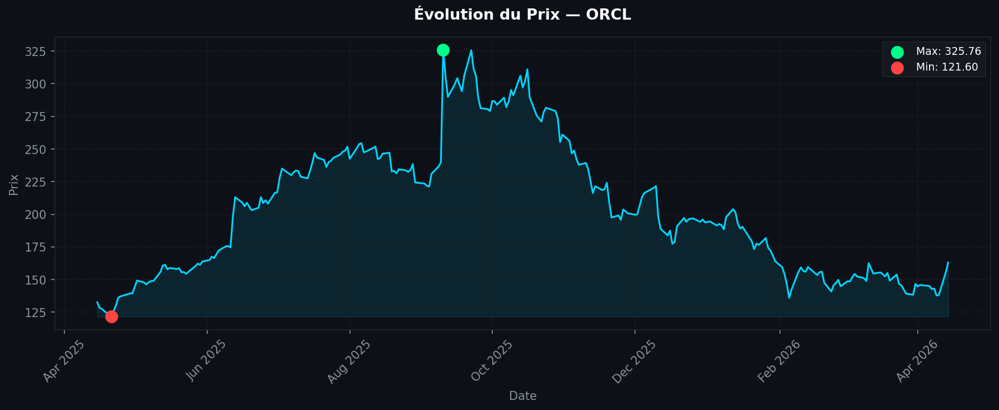 Évolution du Prix — ORCL
Max: 325.76
Min: 121.60
325
300
275
250
225
200
175
150
125
Prix
Apr 2025
Jun 2025
Aug 2025
Oct 2025
Dec 2025
Feb 2026
Apr 2026
Date